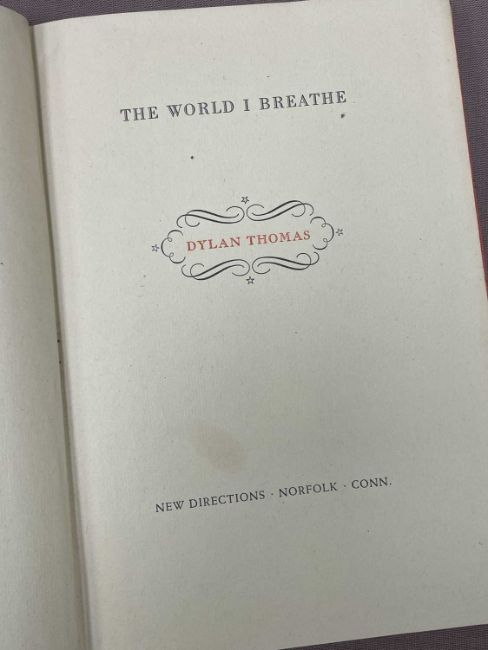 THE WORLD I BREATHE
DYLAN THOMAS
NEW DIRECTIONS · NORFOLK · CONN.